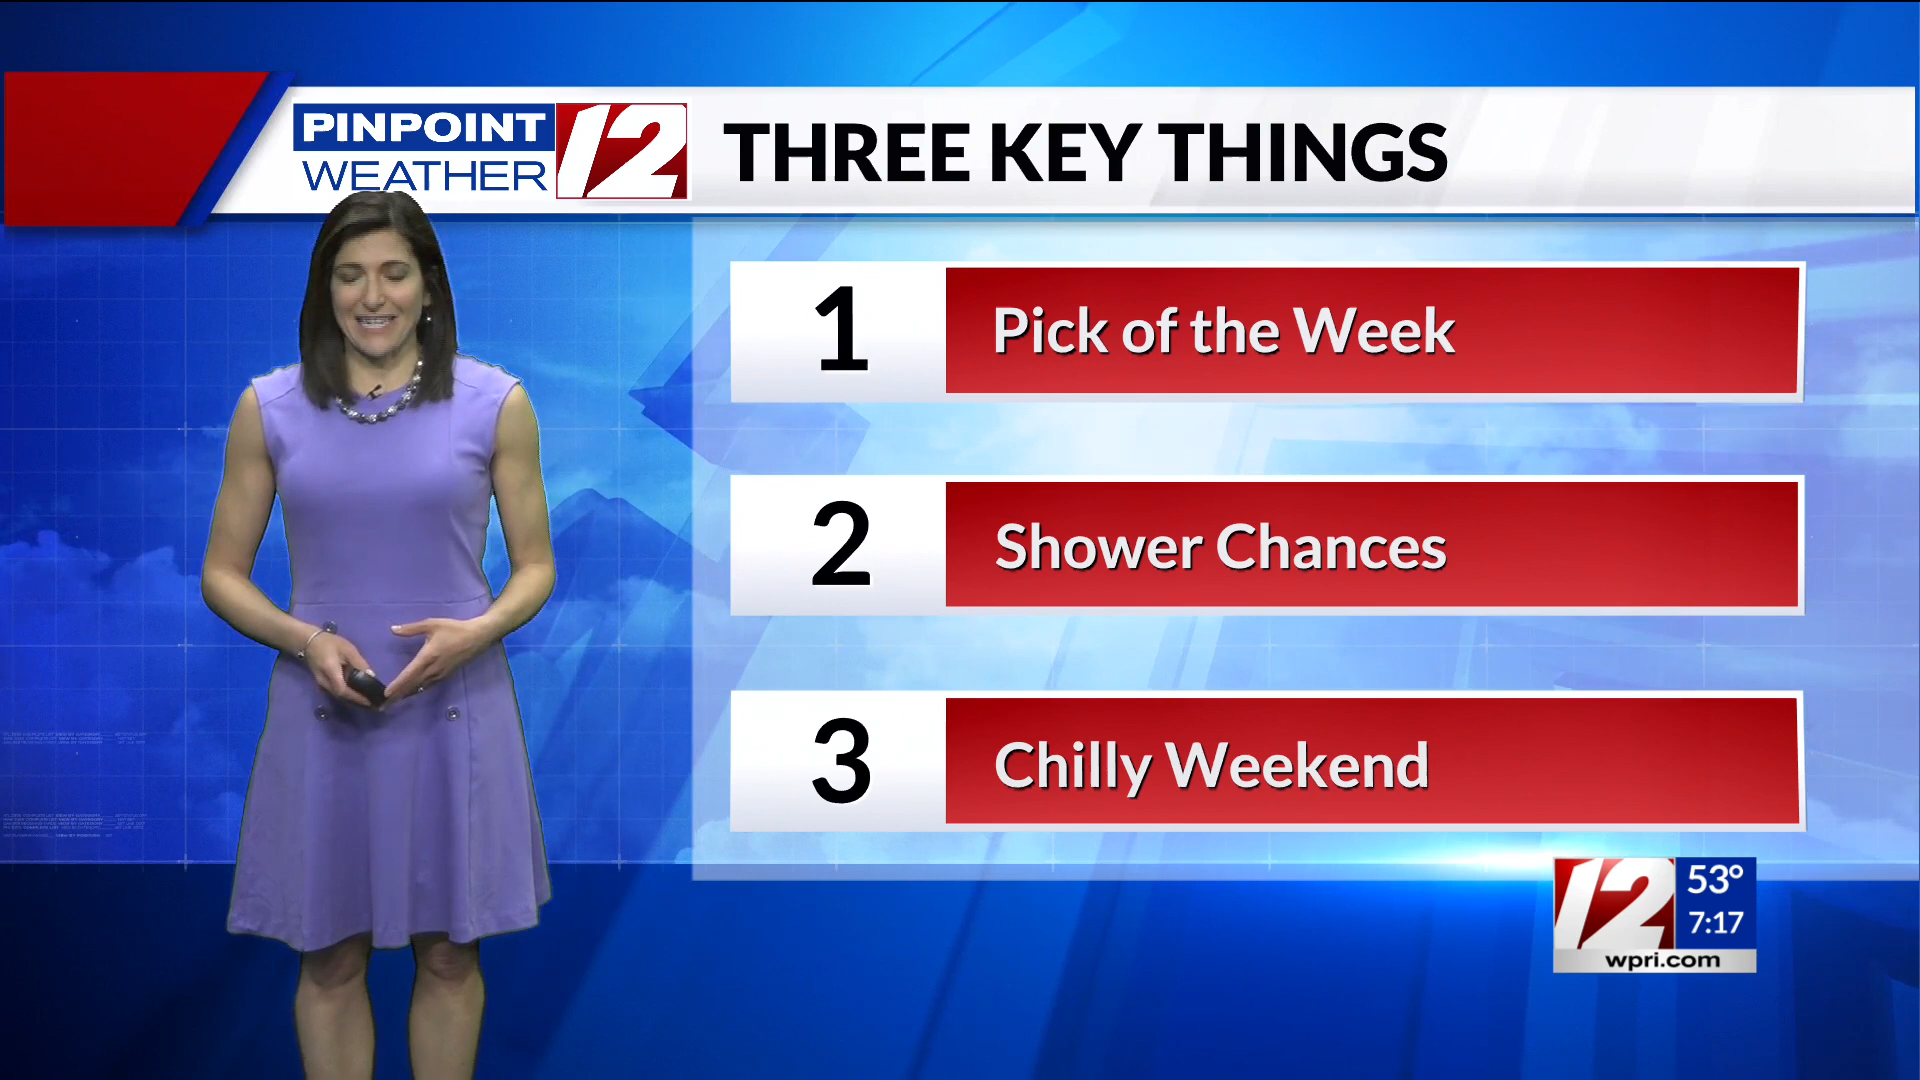 PINPOINT
WEATHER
12
THREE KEY THINGS
1
Pick of the Week
2
Shower Chances
3
Chilly Weekend
12
53°
7:17
wpri.com